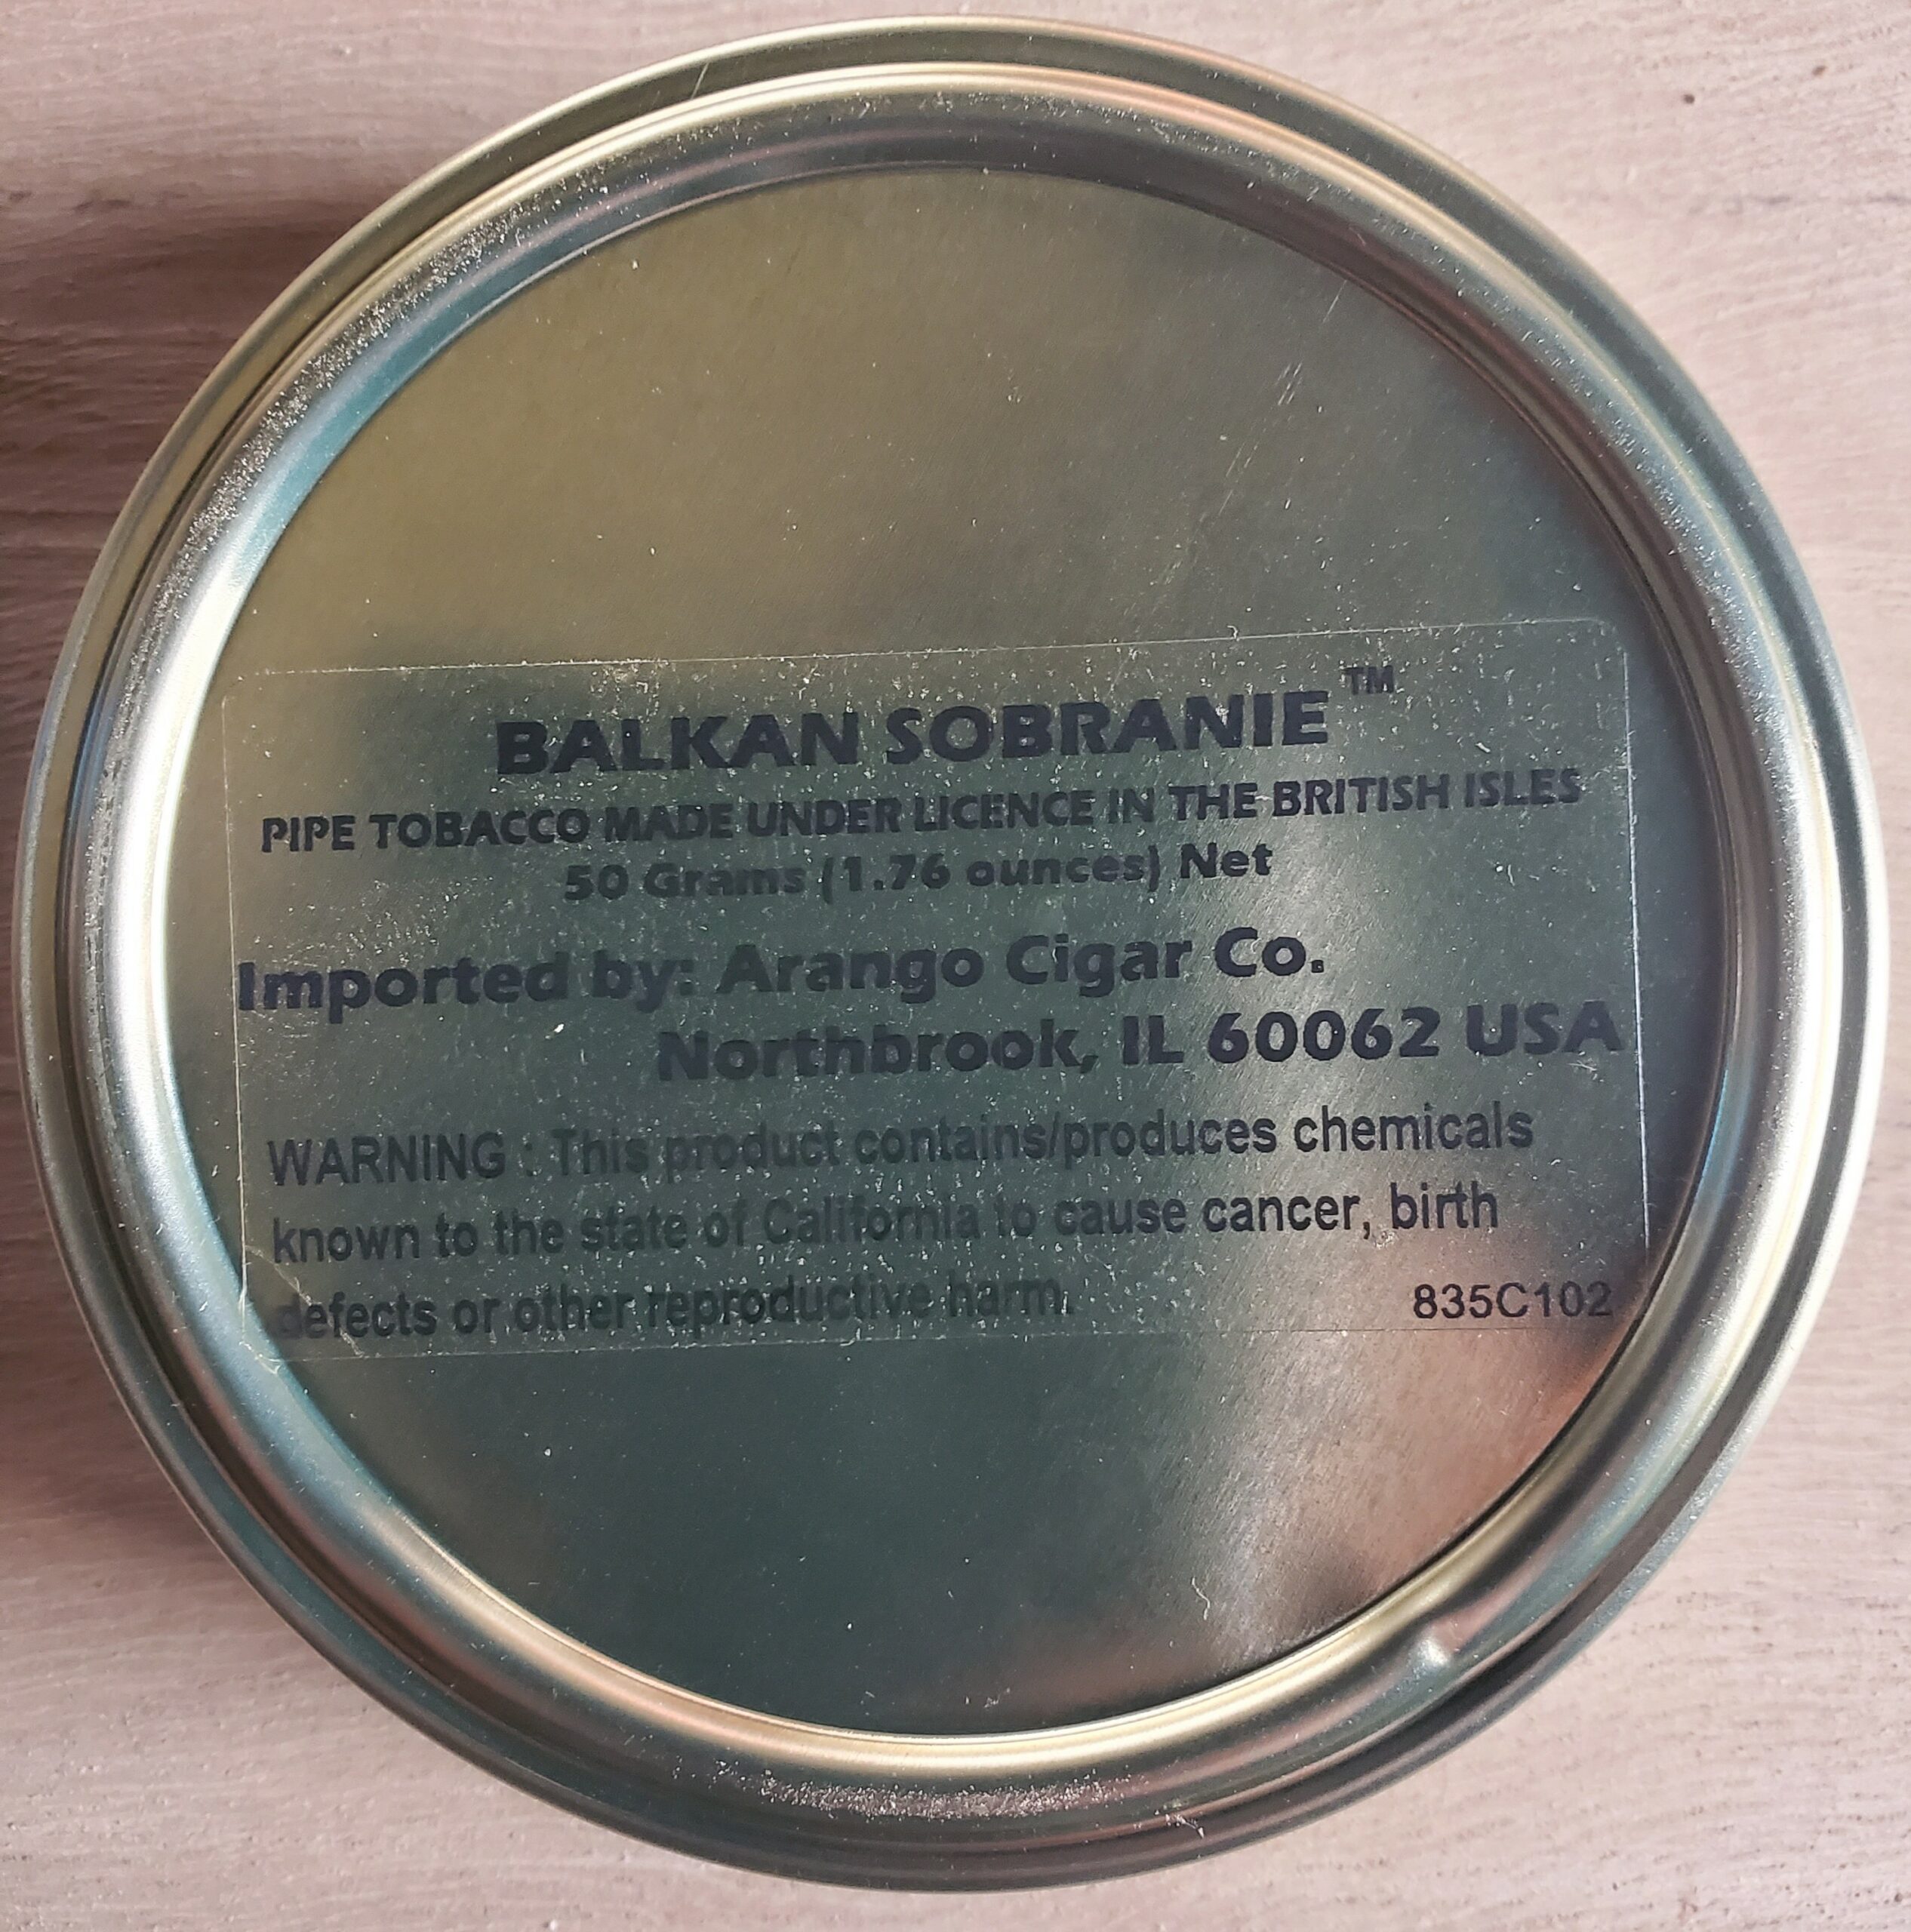 BALKAN SOBRANIE™
PIPE TOBACCO MADE UNDER LICENCE IN THE BRITISH ISLES
50 Grams (1.76 ounces) Net
Imported by: Arango Cigar Co.
Northbrook, IL 60062 USA
WARNING : This product contains/produces chemicals
known to the state of California to cause cancer, birth
defects or other reproductive harm. 835C102